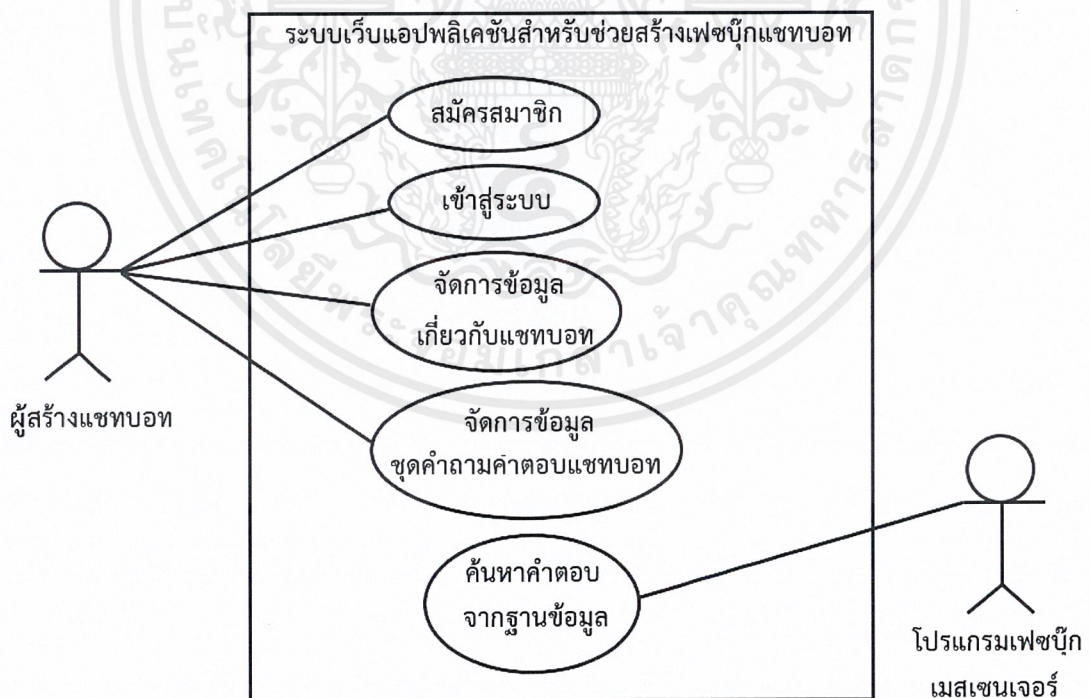 ระบบเว็บแอปพลิเคชันสำหรับช่วยสร้างเฟซบุ๊กแชทบอท
สมัครสมาชิก
เข้าสู่ระบบ
จัดการข้อมูล
เกี่ยวกับแชทบอท
จัดการข้อมูล
ชุดคำถามคำตอบแชทบอท
ค้นหาคำตอบ
จากฐานข้อมูล
ผู้สร้างแชทบอท
โปรแกรมเฟซบุ๊ก
เมสเซนเจอร์